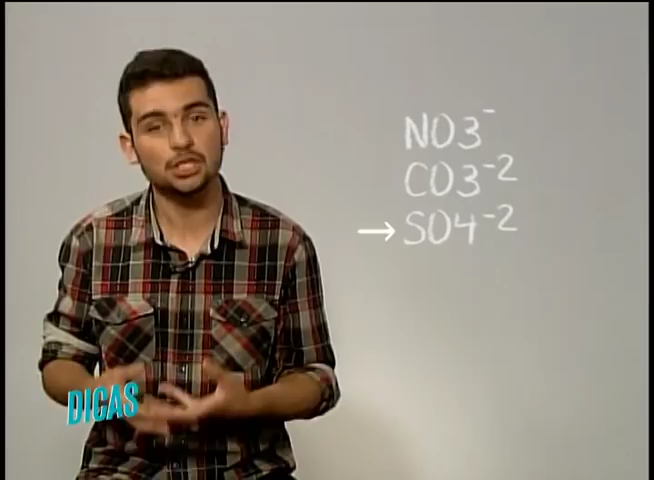 NO3⁻
CO3⁻²
→SO4⁻²
DICAS